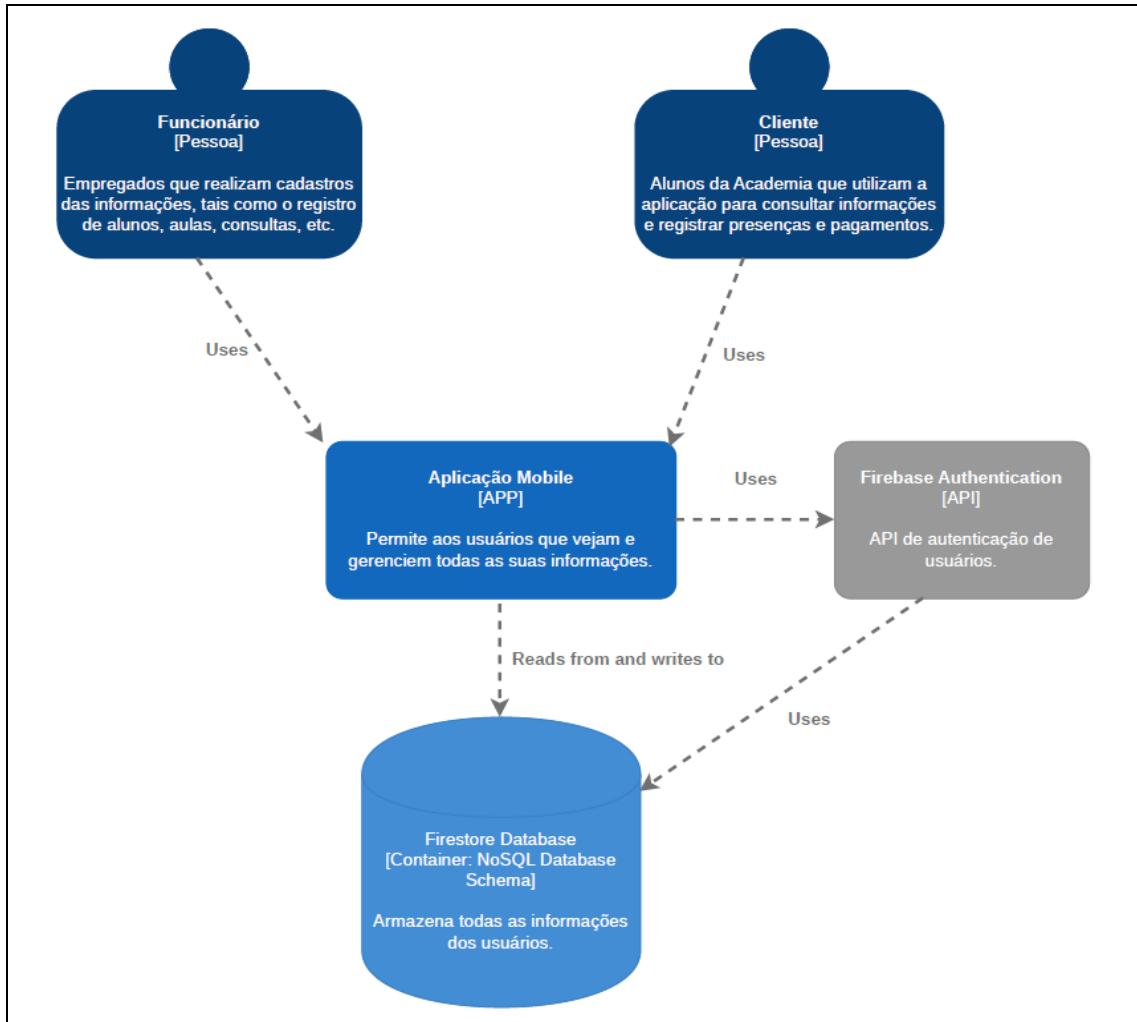 Funcionário
[Pessoa]
Empregados que realizam cadastros
das informações, tais como o registro
de alunos, aulas, consultas, etc.
Cliente
[Pessoa]
Alunos da Academia que utilizam a
aplicação para consultar informações
e registrar presenças e pagamentos.
Uses
Uses
Aplicação Mobile
[APP]
Permite aos usuários que vejam e
gerenciem todas as suas informações.
Uses
Firebase Authentication
[API]
API de autenticação de
usuários.
Reads from and writes to
Uses
Firestore Database
[Container: NoSQL Database
Schema]
Armazena todas as informações
dos usuários.